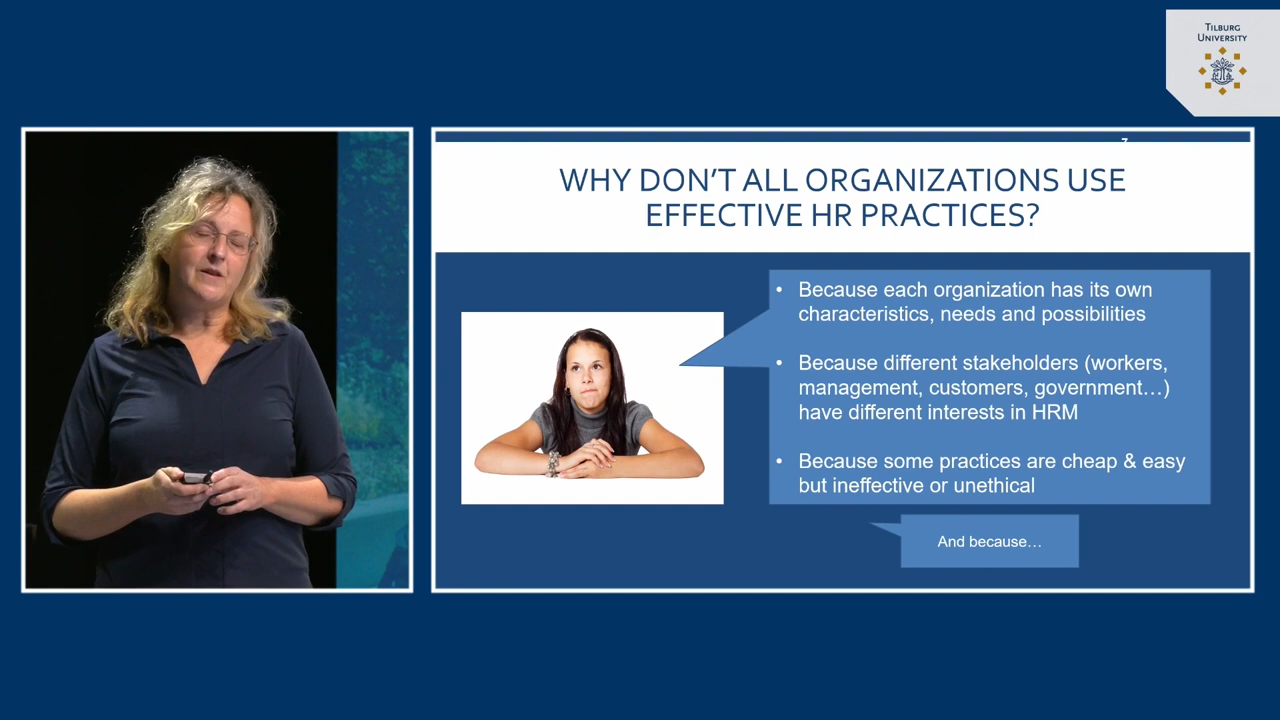 TILBURG
UNIVERSITY
7
WHY DON'T ALL ORGANIZATIONS USE
EFFECTIVE HR PRACTICES?
• Because each organization has its own
characteristics, needs and possibilities
• Because different stakeholders (workers,
management, customers, government…)
have different interests in HRM
• Because some practices are cheap & easy
but ineffective or unethical
And because…